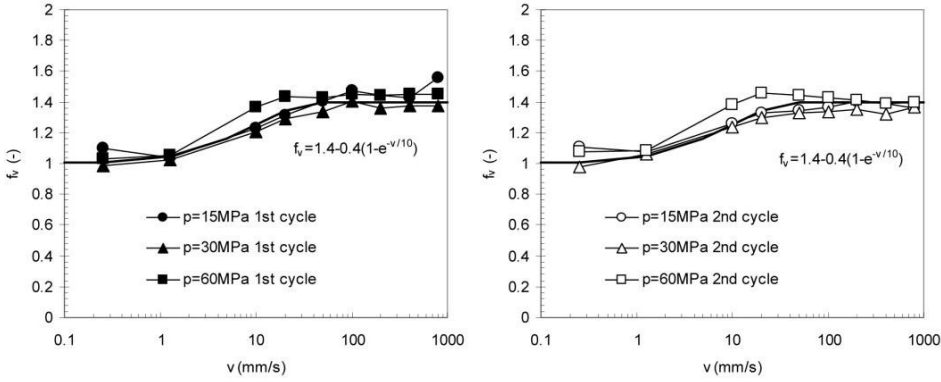 2
1.8
1.6
1.4
1.2
1
0.8
0.6
0.4
0.2
0
fv (-)
fv=1.4-0.4(1-e-v/10)
p=15MPa 1st cycle
p=30MPa 1st cycle
p=60MPa 1st cycle
0.1 1 10 100 1000
v (mm/s)
2
1.8
1.6
1.4
1.2
1
0.8
0.6
0.4
0.2
0
fv (-)
fv=1.4-0.4(1-e-v/10)
p=15MPa 2nd cycle
p=30MPa 2nd cycle
p=60MPa 2nd cycle
0.1 1 10 100 1000
v (mm/s)